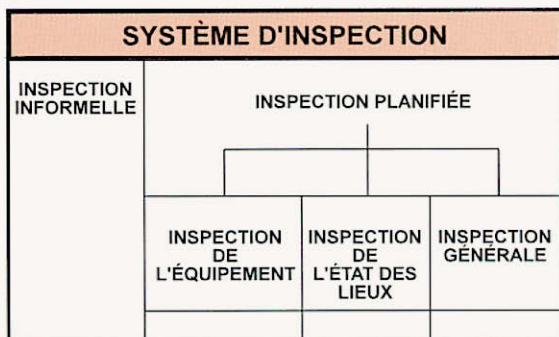 SYSTÈME D'INSPECTION
INSPECTION
INFORMELLE
INSPECTION PLANIFIÉE
INSPECTION
DE
L'ÉQUIPEMENT
INSPECTION
DE
L'ÉTAT DES
LIEUX
INSPECTION
GÉNÉRALE